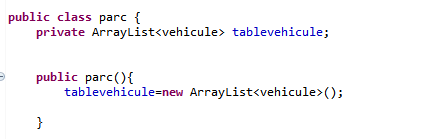 public class parc {
private ArrayList<vehicule> tablevehicule;
public parc(){
tablevehicule=new ArrayList<vehicule>();
}